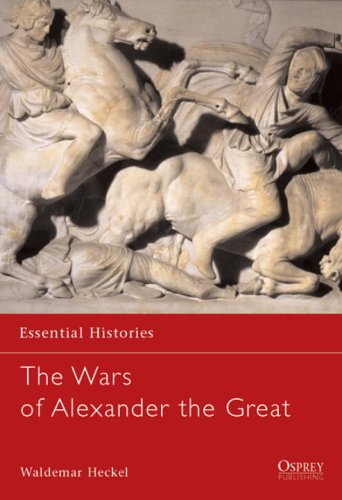 Essential Histories
The Wars
of Alexander the Great
Waldemar Heckel
OSPREY
PUBLISHING